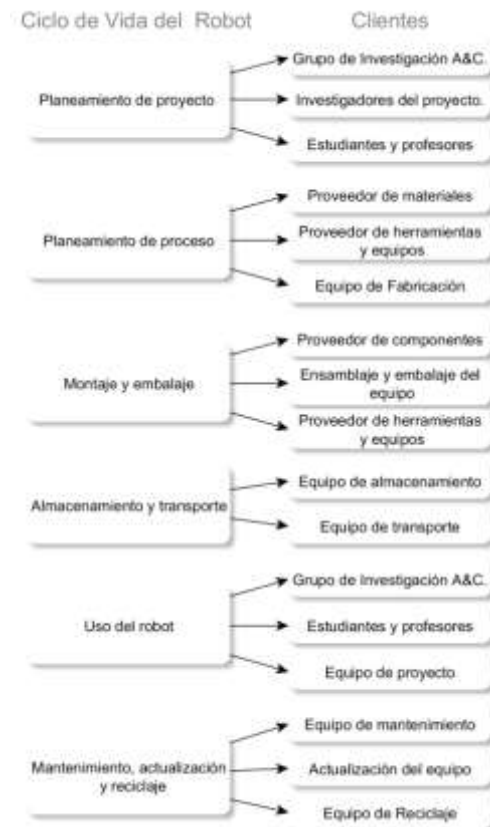 Ciclo de Vida del Robot
Clientes
Planeamiento de proyecto
Grupo de Investigación A&C.
Investigadores del proyecto.
Estudiantes y profesores
Planeamiento de proceso
Proveedor de materiales
Proveedor de herramientas
y equipos
Equipo de Fabricación
Montaje y embalaje
Proveedor de componentes
Ensamblaje y embalaje del
equipo
Proveedor de herramientas
y equipos
Almacenamiento y transporte
Equipo de almacenamiento
Equipo de transporte
Uso del robot
Grupo de Investigación A&C.
Estudiantes y profesores
Equipo de proyecto
Mantenimiento, actualización
y reciclaje
Equipo de mantenimiento
Actualización del equipo
Equipo de Reciclaje